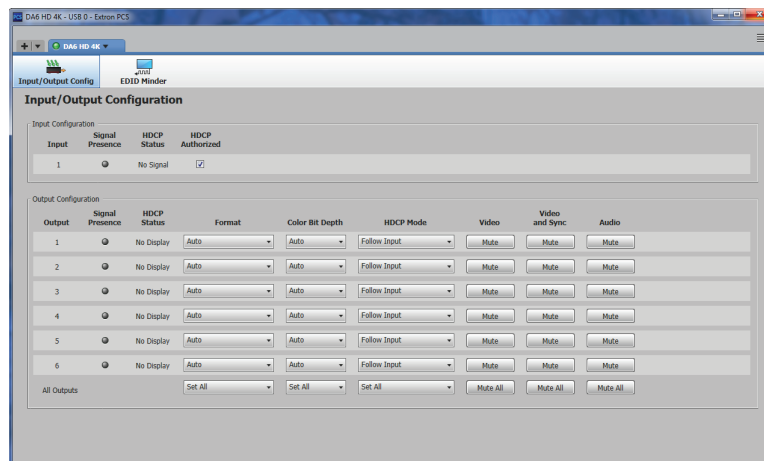 DA6 HD 4K - USB 0 - Extron PCS
DA6 HD 4K
Input/Output Config
EDID Minder
Input/Output Configuration
Input Configuration
Input Signal Presence HDCP Status HDCP Authorized
1 No Signal
Output Configuration
Output Signal Presence HDCP Status Format Color Bit Depth HDCP Mode Video Video and Sync Audio
1 No Display Auto Auto Follow Input Mute Mute Mute
2 No Display Auto Auto Follow Input Mute Mute Mute
3 No Display Auto Auto Follow Input Mute Mute Mute
4 No Display Auto Auto Follow Input Mute Mute Mute
5 No Display Auto Auto Follow Input Mute Mute Mute
6 No Display Auto Auto Follow Input Mute Mute Mute
All Outputs Set All Set All Set All Mute All Mute All Mute All